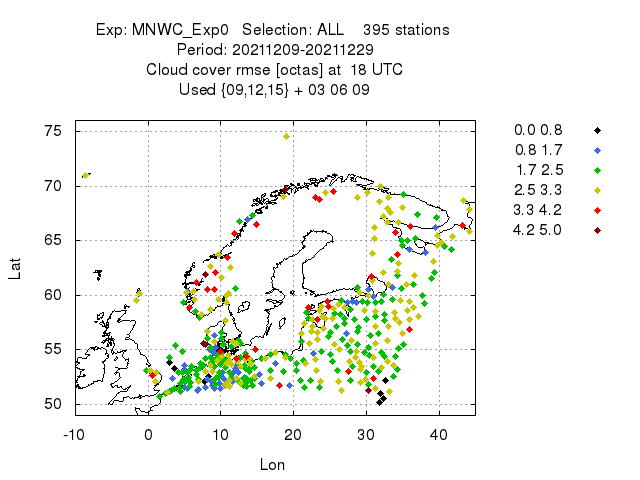 Exp: MNWC_Exp0 Selection: ALL 395 stations
Period: 20211209-20211229
Cloud cover rmse [octas] at 18 UTC
Used {09,12,15} + 03 06 09
0.0 0.8
0.8 1.7
1.7 2.5
2.5 3.3
3.3 4.2
4.2 5.0
75
70
65
60
55
50
Lat
-10 0 10 20 30 40
Lon